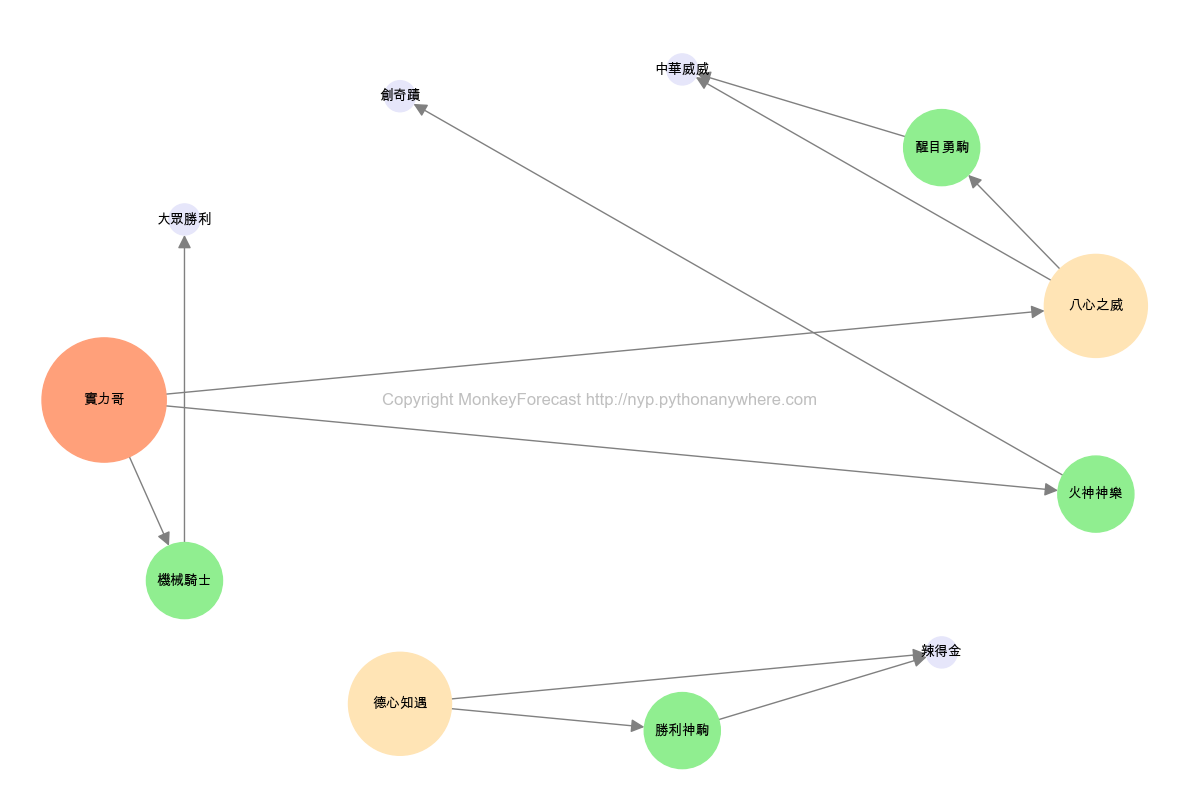 中華威威
創奇蹟
醒目勇駒
大眾勝利
八心之威
實力哥
Copyright MonkeyForecast http://nyp.pythonanywhere.com
火神神樂
機械騎士
辣得金
德心知遇
勝利神駒